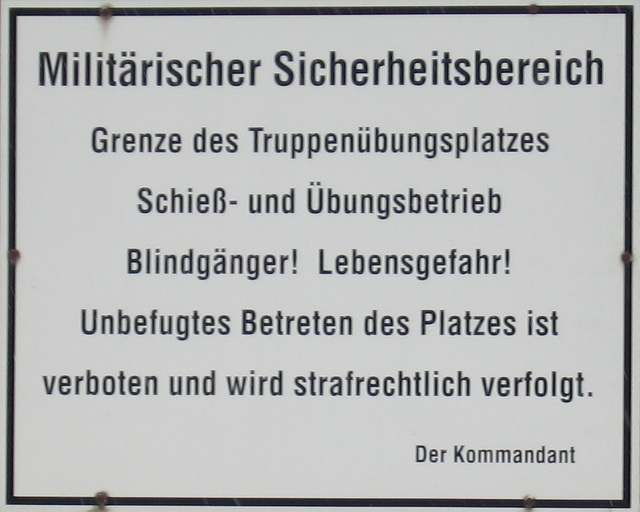 Militärischer Sicherheitsbereich
Grenze des Truppenübungsplatzes
Schieß- und Übungsbetrieb
Blindgänger! Lebensgefahr!
Unbefugtes Betreten des Platzes ist
verboten und wird strafrechtlich verfolgt.
Der Kommandant